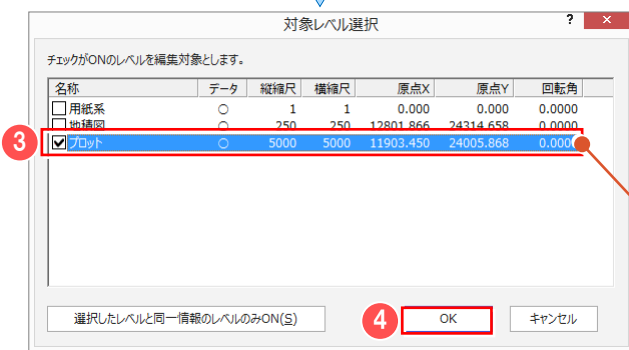 対象レベル選択
? ×
チェックがONのレベルを編集対象とします。
名称 データ 縦縮尺 横縮尺 原点X 原点Y 回転角
用紙系 ○ 1 1 0.000 0.000 0.0000
地積図 ○ 250 250 12801.866 24314.658 0.0000
3 プロット ○ 5000 5000 11903.450 24005.868 0.000
選択したレベルと同一情報のレベルのみON(S) 4 OK キャンセル